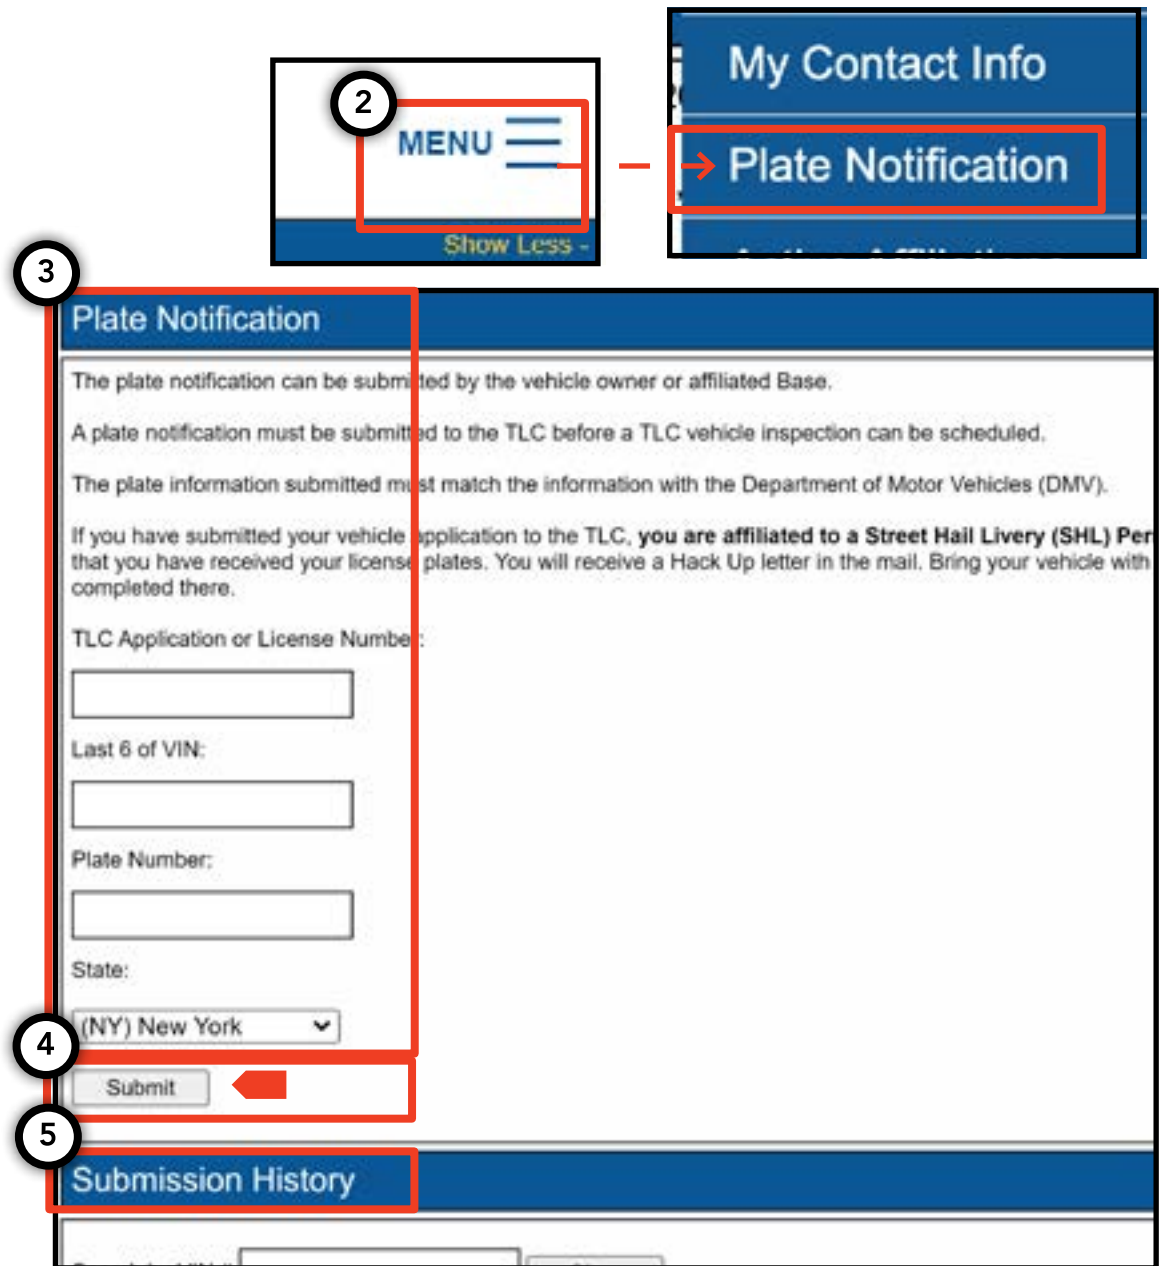 2
MENU
Show Less -
My Contact Info
Plate Notification
3
Plate Notification
The plate notification can be submitted by the vehicle owner or affiliated Base.
A plate notification must be submitted to the TLC before a TLC vehicle inspection can be scheduled.
The plate information submitted must match the information with the Department of Motor Vehicles (DMV).
If you have submitted your vehicle application to the TLC, you are affiliated to a Street Hail Livery (SHL) Per
that you have received your license plates. You will receive a Hack Up letter in the mail. Bring your vehicle with
completed there.
TLC Application or License Number:
Last 6 of VIN:
Plate Number:
State:
(NY) New York
4
Submit
5
Submission History